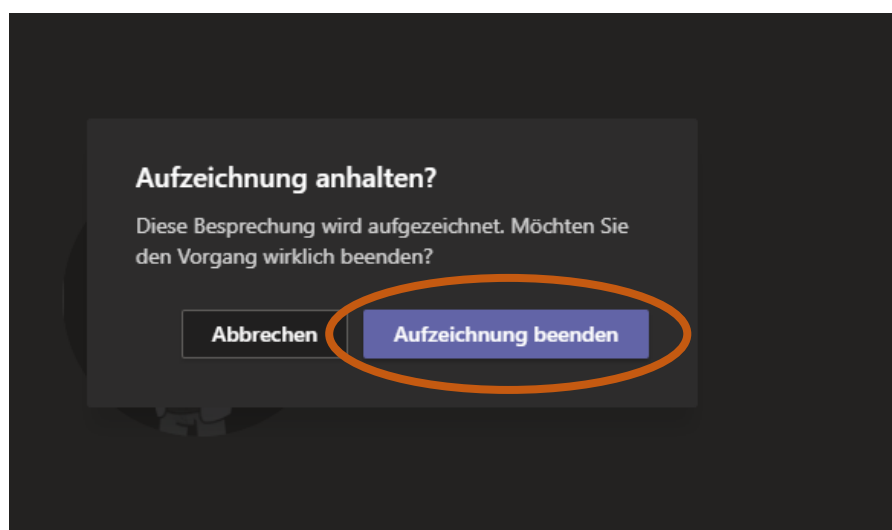 Aufzeichnung anhalten?
Diese Besprechung wird aufgezeichnet. Möchten Sie
den Vorgang wirklich beenden?
Abbrechen
Aufzeichnung beenden